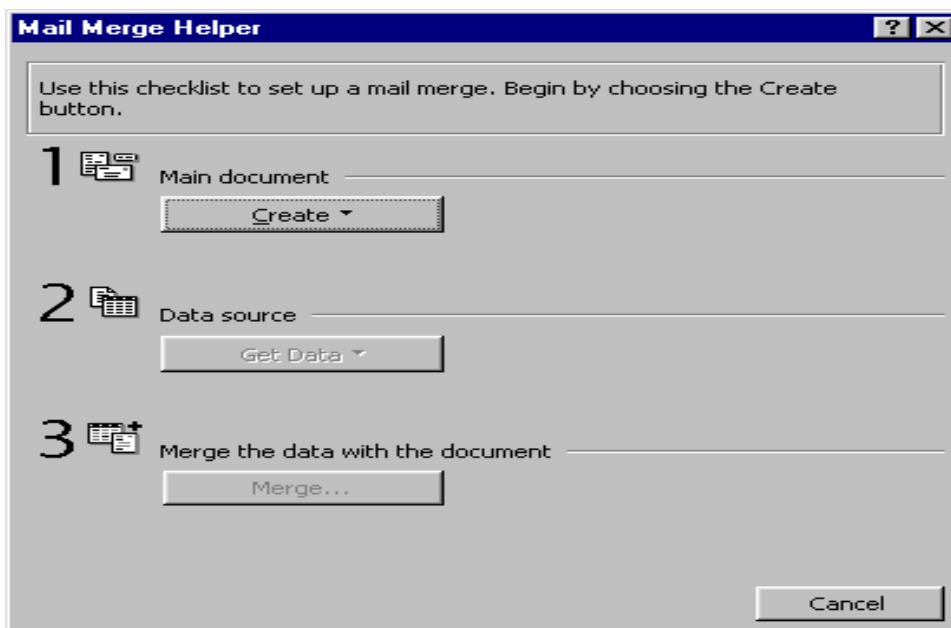 Mail Merge Helper
Use this checklist to set up a mail merge. Begin by choosing the Create
button.
1
Main document
Create
2
Data source
Get Data
3
Merge the data with the document
Merge...
Cancel